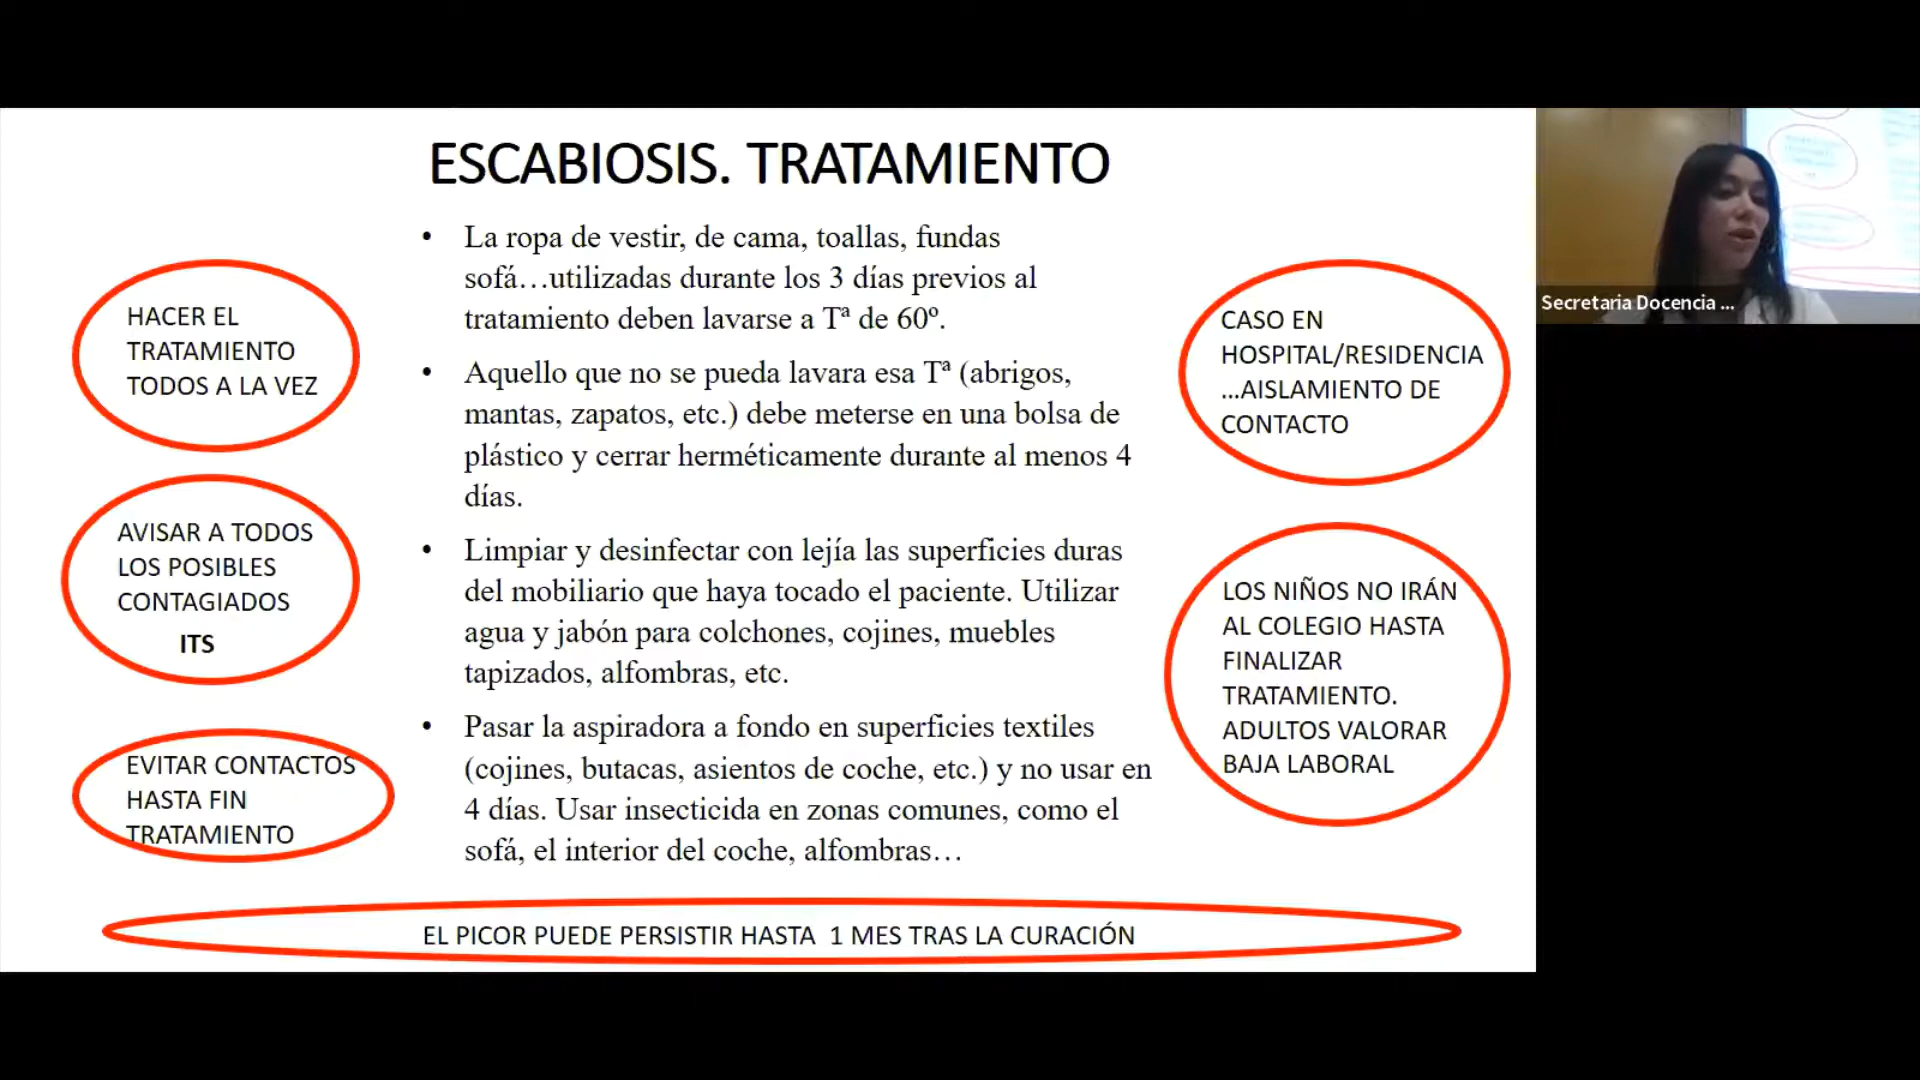 ESCABIOSIS. TRATAMIENTO
HACER EL
TRATAMIENTO
TODOS A LA VEZ
AVISAR A TODOS
LOS POSIBLES
CONTAGIADOS
ITS
EVITAR CONTACTOS
HASTA FIN
TRATAMIENTO
• La ropa de vestir, de cama, toallas, fundas
sofá…utilizadas durante los 3 días previos al
tratamiento deben lavarse a Tª de 60º.
• Aquello que no se pueda lavara esa Tª (abrigos,
mantas, zapatos, etc.) debe meterse en una bolsa de
plástico y cerrar herméticamente durante al menos 4
días.
• Limpiar y desinfectar con lejía las superficies duras
del mobiliario que haya tocado el paciente. Utilizar
agua y jabón para colchones, cojines, muebles
tapizados, alfombras, etc.
• Pasar la aspiradora a fondo en superficies textiles
(cojines, butacas, asientos de coche, etc.) y no usar en
4 días. Usar insecticida en zonas comunes, como el
sofá, el interior del coche, alfombras…
CASO EN
HOSPITAL/RESIDENCIA
…AISLAMIENTO DE
CONTACTO
LOS NIÑOS NO IRÁN
AL COLEGIO HASTA
FINALIZAR
TRATAMIENTO.
ADULTOS VALORAR
BAJA LABORAL
EL PICOR PUEDE PERSISTIR HASTA  1 MES TRAS LA CURACIÓN
Secretaria Docencia ...